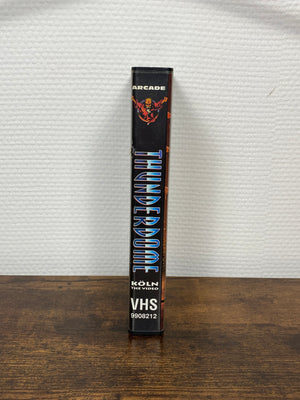 ARCADE
THUNDERDOME
KÖLN
THE VIDEO
VHS
9908212